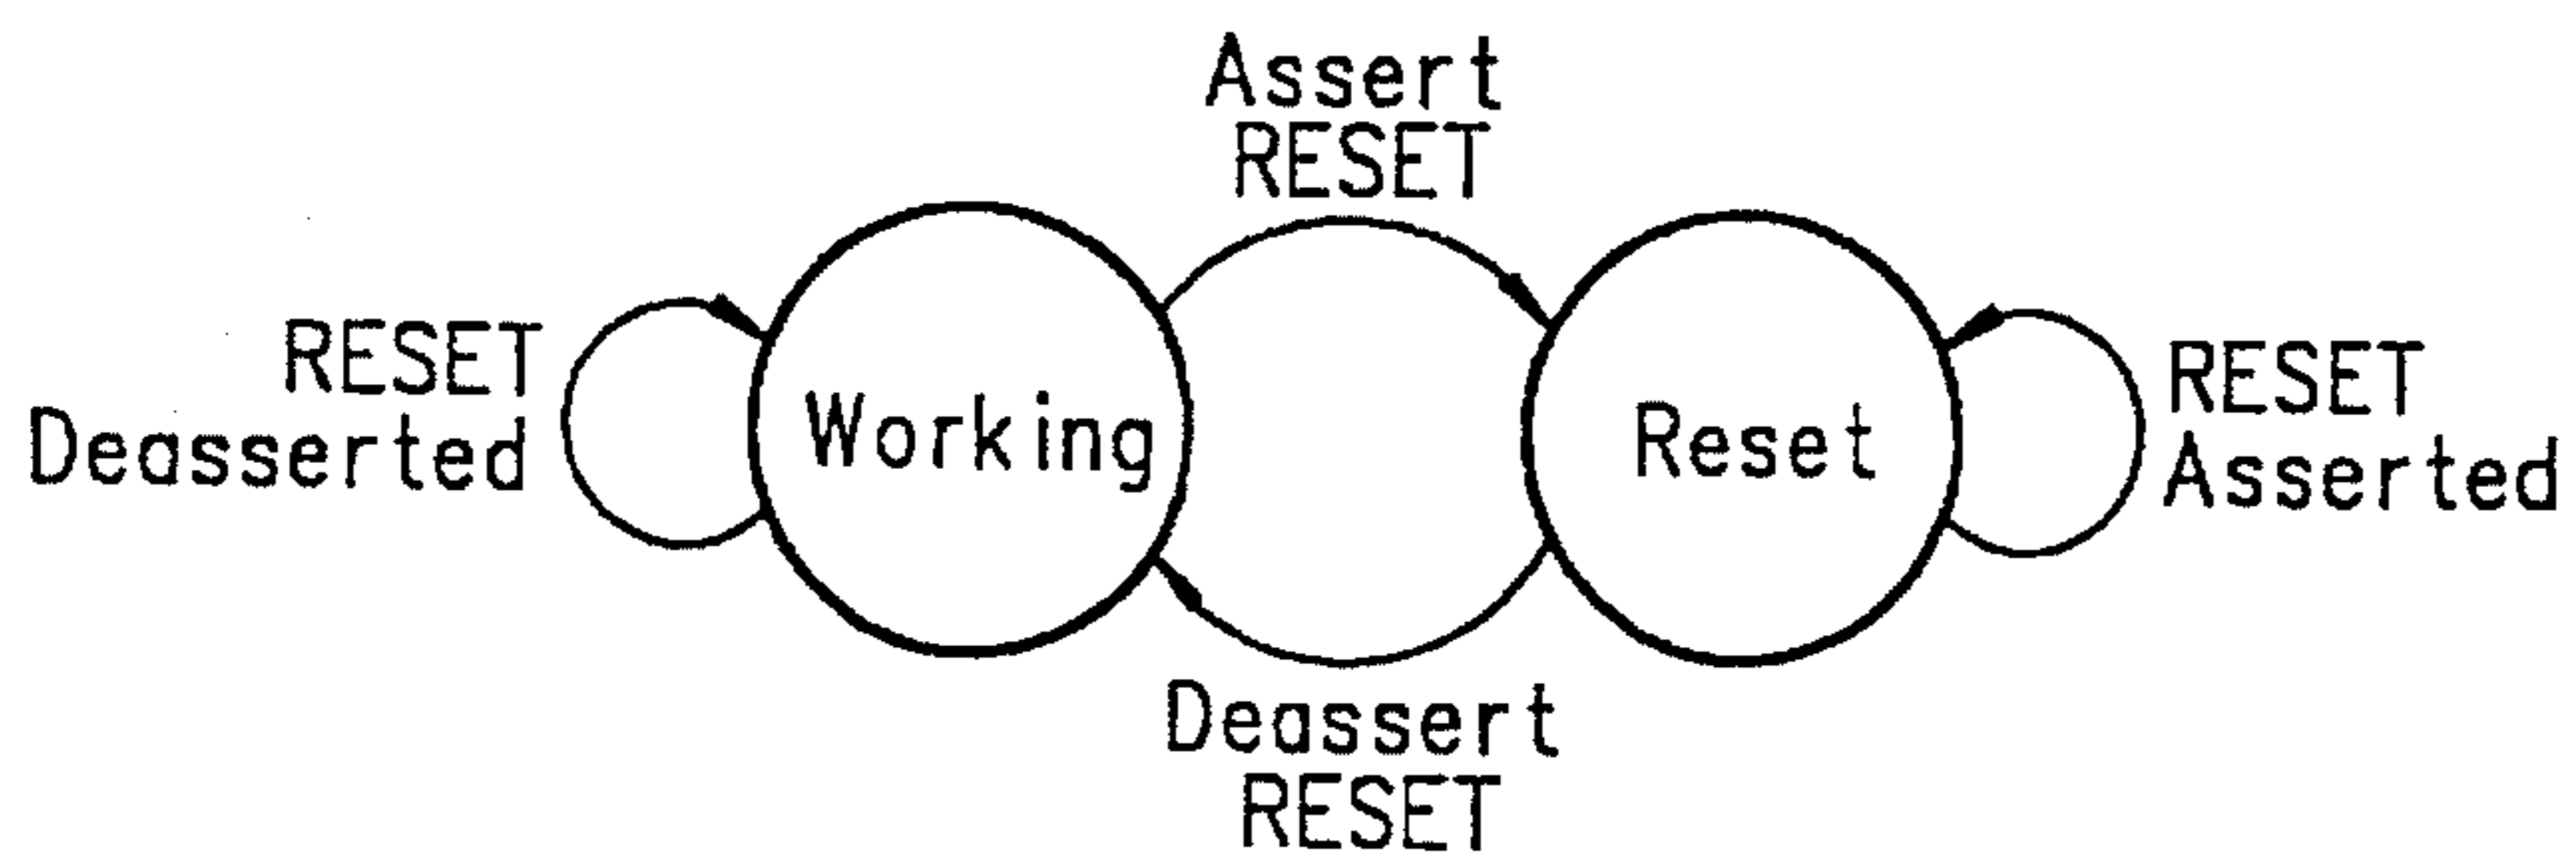 Assert
RESET
RESET
Deasserted
Working
Reset
RESET
Asserted
Deassert
RESET